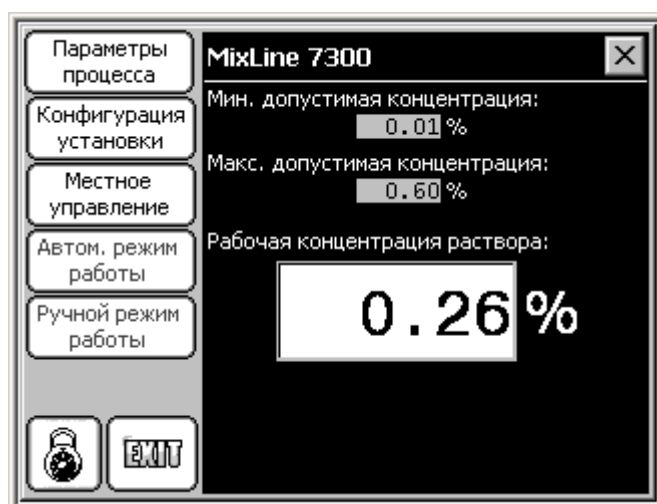 Параметры
процесса
Конфигурация
установки
Местное
управление
Автом. режим
работы
Ручной режим
работы
EXIT
MixLine 7300
Мин. допустимая концентрация:
0.01 %
Макс. допустимая концентрация:
0.60 %
Рабочая концентрация раствора:
0.26 %